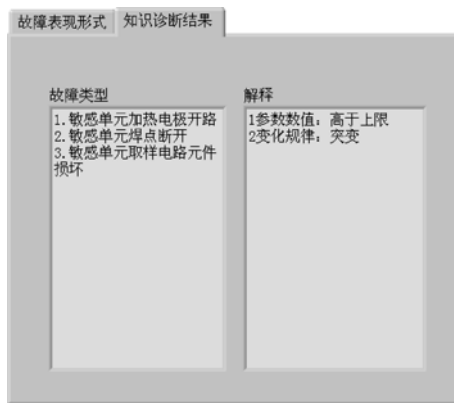 故障表现形式 知识诊断结果
故障类型
1.敏感单元加热电极开路
2.敏感单元焊点断开
3.敏感单元取样电路元件
损坏
解释
1参数数值：高于上限
2变化规律：突变